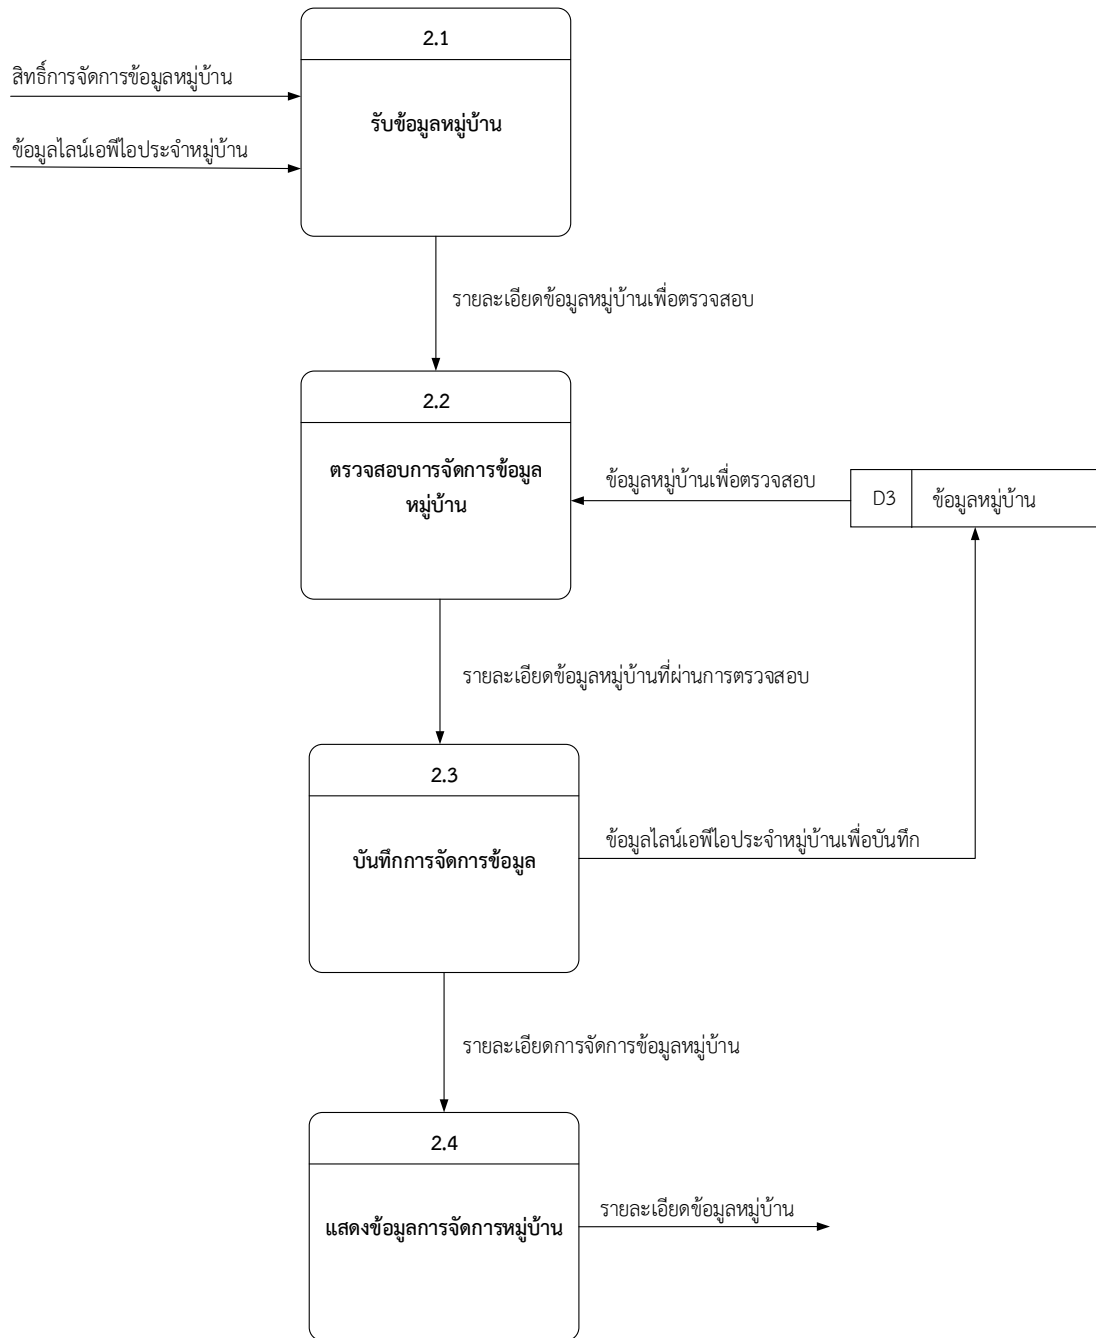 2.1
สิทธิ์การจัดการข้อมูลหมู่บ้าน
รับข้อมูลหมู่บ้าน
ข้อมูลไลน์เอพีไอประจำหมู่บ้าน
รายละเอียดข้อมูลหมู่บ้านเพื่อตรวจสอบ
2.2
ตรวจสอบการจัดการข้อมูล
หมู่บ้าน
ข้อมูลหมู่บ้านเพื่อตรวจสอบ
D3 ข้อมูลหมู่บ้าน
รายละเอียดข้อมูลหมู่บ้านที่ผ่านการตรวจสอบ
2.3
บันทึกการจัดการข้อมูล
ข้อมูลไลน์เอพีไอประจำหมู่บ้านเพื่อบันทึก
รายละเอียดการจัดการข้อมูลหมู่บ้าน
2.4
แสดงข้อมูลการจัดการหมู่บ้าน
รายละเอียดข้อมูลหมู่บ้าน